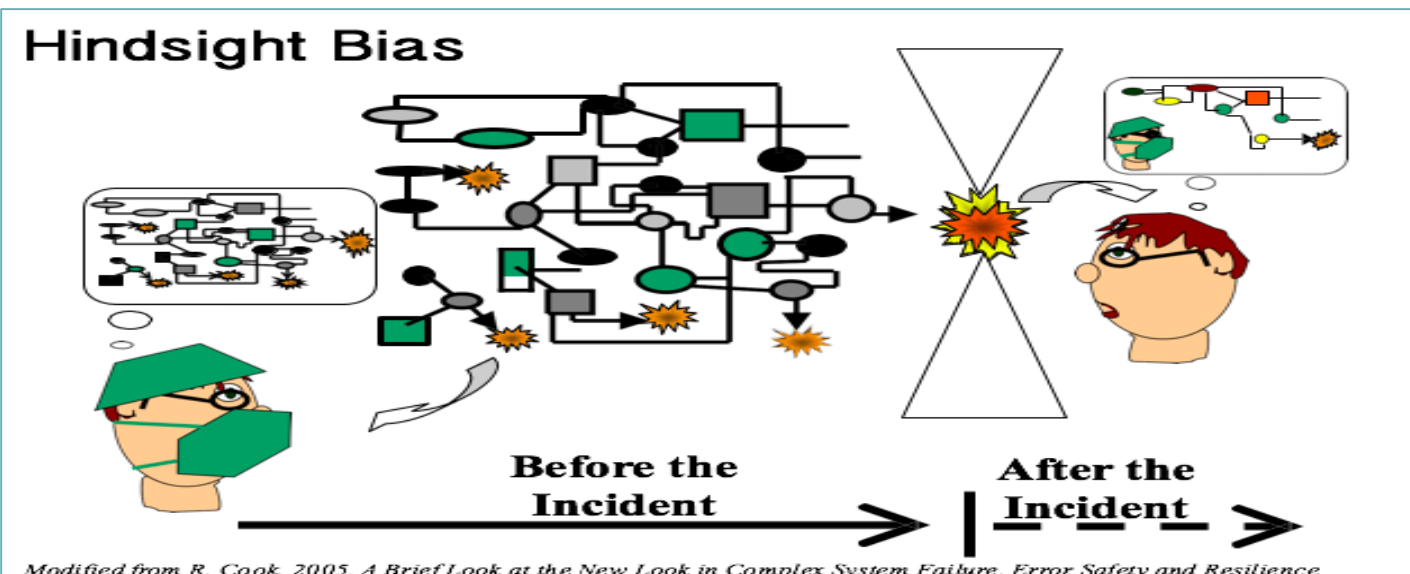 Hindsight Bias
Before the
Incident
After the
Incident
Modified from R. Cook, 2005, A Brief Look at the New Look in Complex System Failure, Error Safety and Resilience